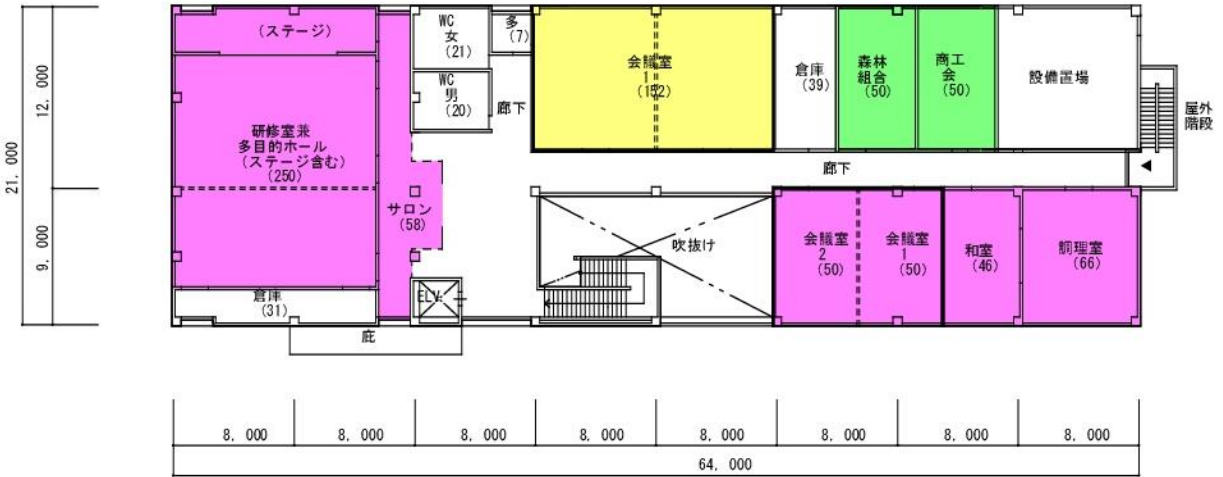 (ステージ)
WC
女
(21)
多
(7)
会議室
1
(152)
倉庫
(39)
森林
組合
(50)
商工
会
(50)
設備置場
屋外
階段
WC
男
(20)
廊下
研修室兼
多目的ホール
(ステージ含む)
(250)
廊下
サロン
(58)
吹抜け
会議室
2
(50)
会議室
1
(50)
和室
(46)
調理室
(66)
倉庫
(31)
ELV.
庇
12,000
9,000
21,000
8,000
8,000
8,000
8,000
8,000
8,000
8,000
8,000
64,000